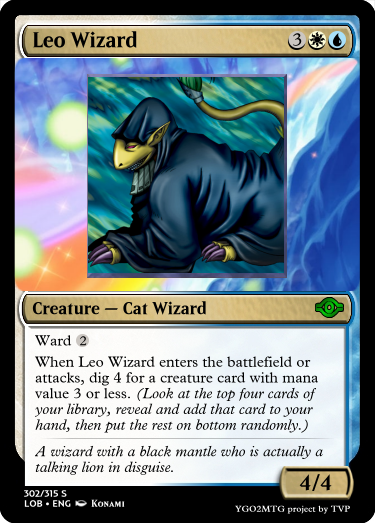 Leo Wizard 3
Creature — Cat Wizard
Ward 2
When Leo Wizard enters the battlefield or
attacks, dig 4 for a creature card with mana
value 3 or less. (Look at the top four cards of
your library, reveal and add that card to your
hand, then put the rest on bottom randomly.)
A wizard with a black mantle who is actually a
talking lion in disguise.
4/4
302/315 S
LOB • ENG Konami
YGO2MTG project by TVP